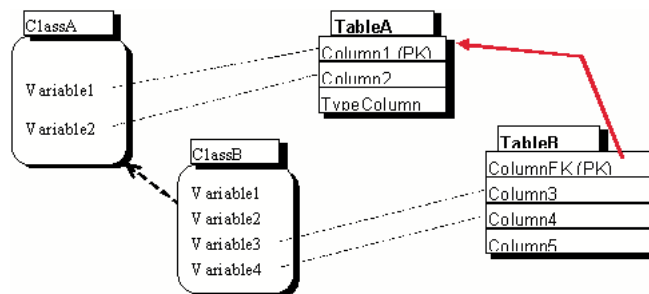 ClassA
Variable1
Variable2
TableA
Column1 (PK)
Column2
TypeColumn
ClassB
Variable1
Variable2
Variable3
Variable4
TableB
ColumnFK (PK)
Column3
Column4
Column5